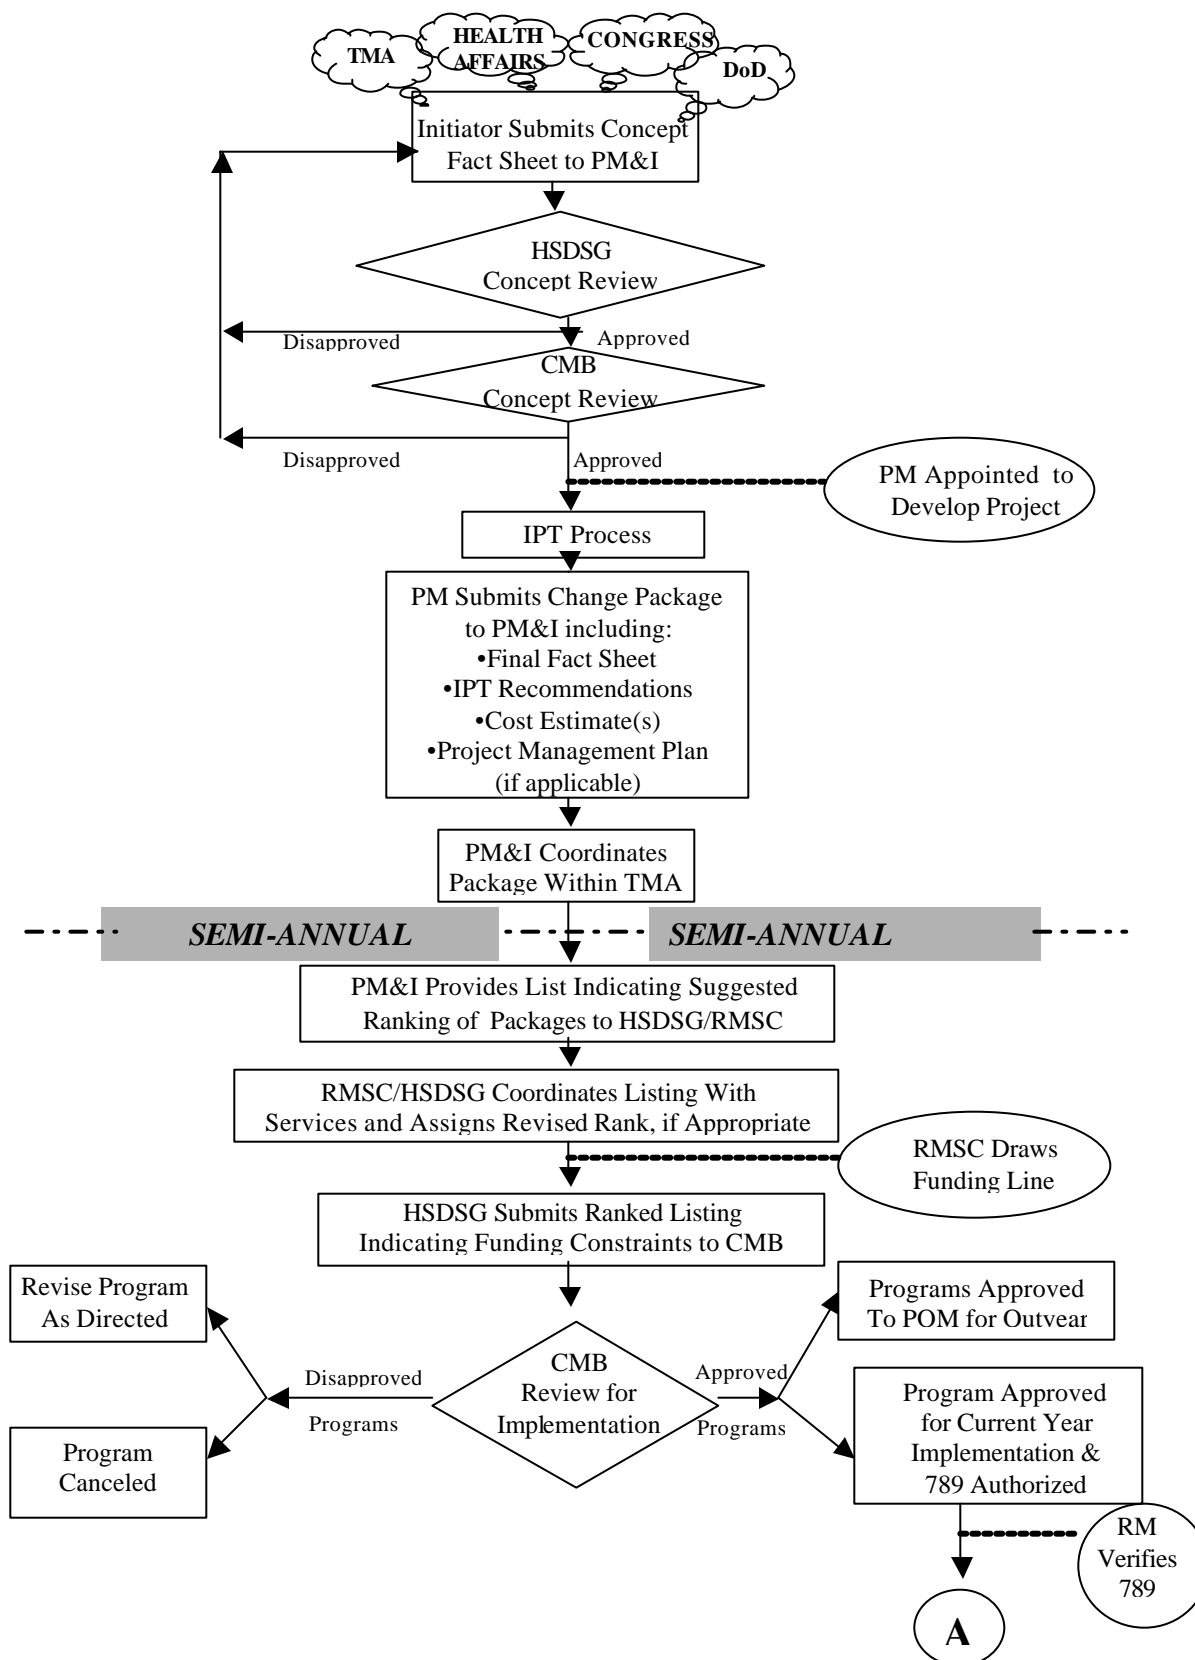 TMA
HEALTH
AFFAIRS
CONGRESS
DoD
Initiator Submits Concept
Fact Sheet to PM&I
HSDSG
Concept Review
Disapproved
Approved
CMB
Concept Review
Disapproved
Approved
PM Appointed to
Develop Project
IPT Process
PM Submits Change Package
to PM&I including:
•Final Fact Sheet
•IPT Recommendations
•Cost Estimate(s)
•Project Management Plan
(if applicable)
PM&I Coordinates
Package Within TMA
SEMI-ANNUAL
SEMI-ANNUAL
PM&I Provides List Indicating Suggested
Ranking of Packages to HSDSG/RMSC
RMSC/HSDSG Coordinates Listing With
Services and Assigns Revised Rank, if Appropriate
RMSC Draws
Funding Line
HSDSG Submits Ranked Listing
Indicating Funding Constraints to CMB
Revise Program
As Directed
Programs Approved
To POM for Outyear
Disapproved
Programs
CMB
Review for
Implementation
Approved
Programs
Program Approved
for Current Year
Implementation &
789 Authorized
Program
Canceled
RM
Verifies
789
A